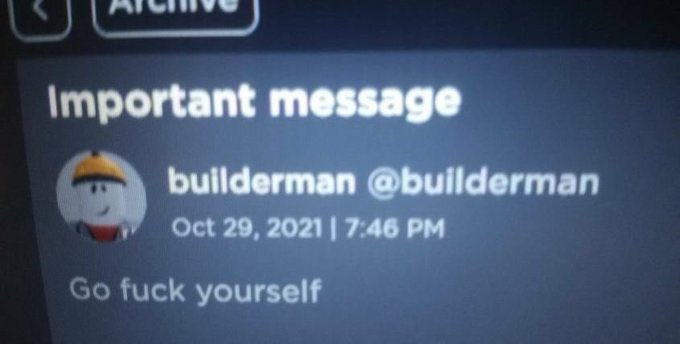 Archive
Important message
builderman @builderman
Oct 29, 2021 | 7:46 PM
Go fuck yourself